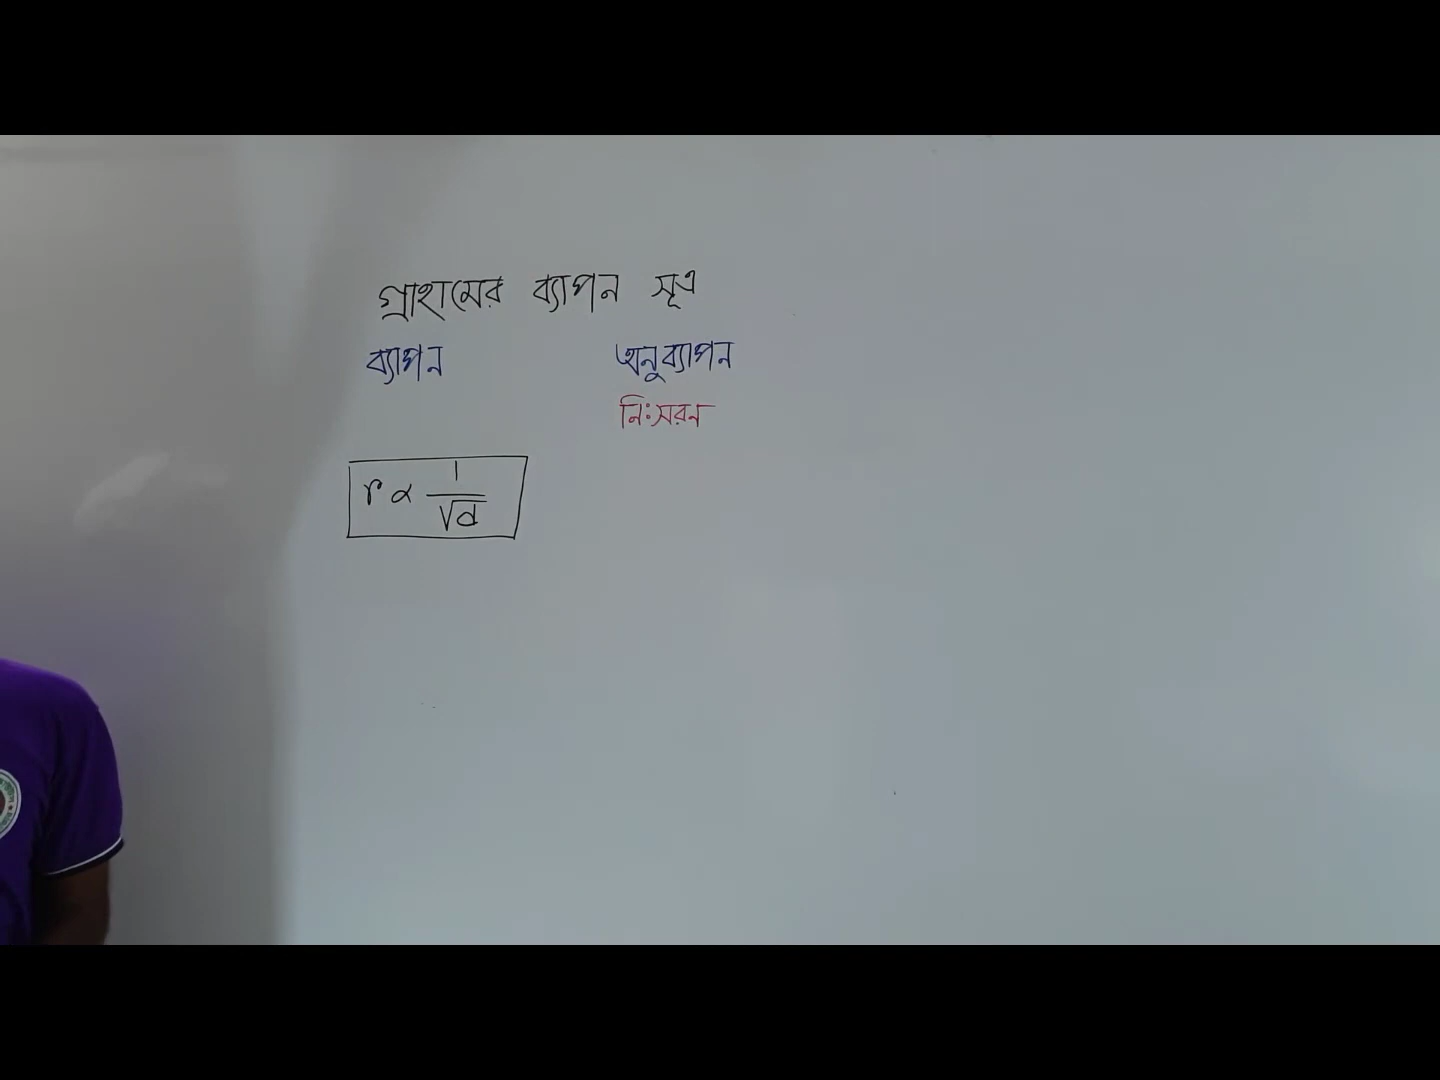 গ্রাহামের ব্যাপন সূত্র
ব্যাপন অনুব্যাপন
নিঃসরন
r ∝ 1/√d